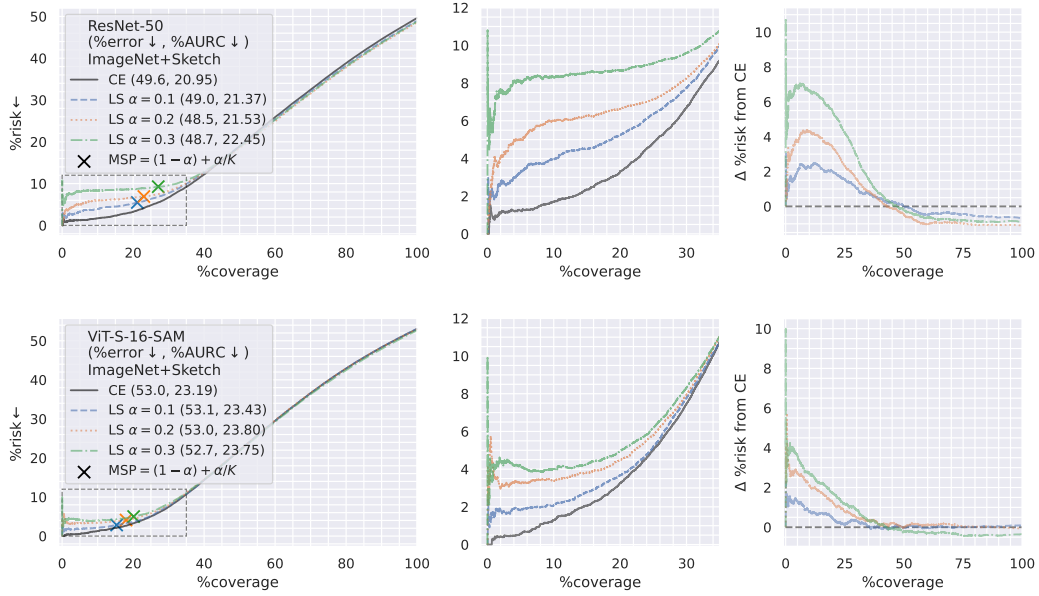 ResNet-50
(%error↓, %AURC↓)
ImageNet+Sketch
CE (49.6, 20.95)
LS α = 0.1 (49.0, 21.37)
LS α = 0.2 (48.5, 21.53)
LS α = 0.3 (48.7, 22.45)
MSP = (1 − α) + α/K
%risk←
50
40
30
20
10
0
0 20 40 60 80 100
%coverage
12
10
8
6
4
2
0
0 10 20 30
%coverage
Δ %risk from CE
10
8
6
4
2
0
0 25 50 75 100
%coverage
ViT-S-16-SAM
(%error↓, %AURC↓)
ImageNet+Sketch
CE (53.0, 23.19)
LS α = 0.1 (53.1, 23.43)
LS α = 0.2 (53.0, 23.80)
LS α = 0.3 (52.7, 23.75)
MSP = (1 − α) + α/K
%risk←
50
40
30
20
10
0
0 20 40 60 80 100
%coverage
12
10
8
6
4
2
0
0 10 20 30
%coverage
Δ %risk from CE
10
8
6
4
2
0
0 25 50 75 100
%coverage